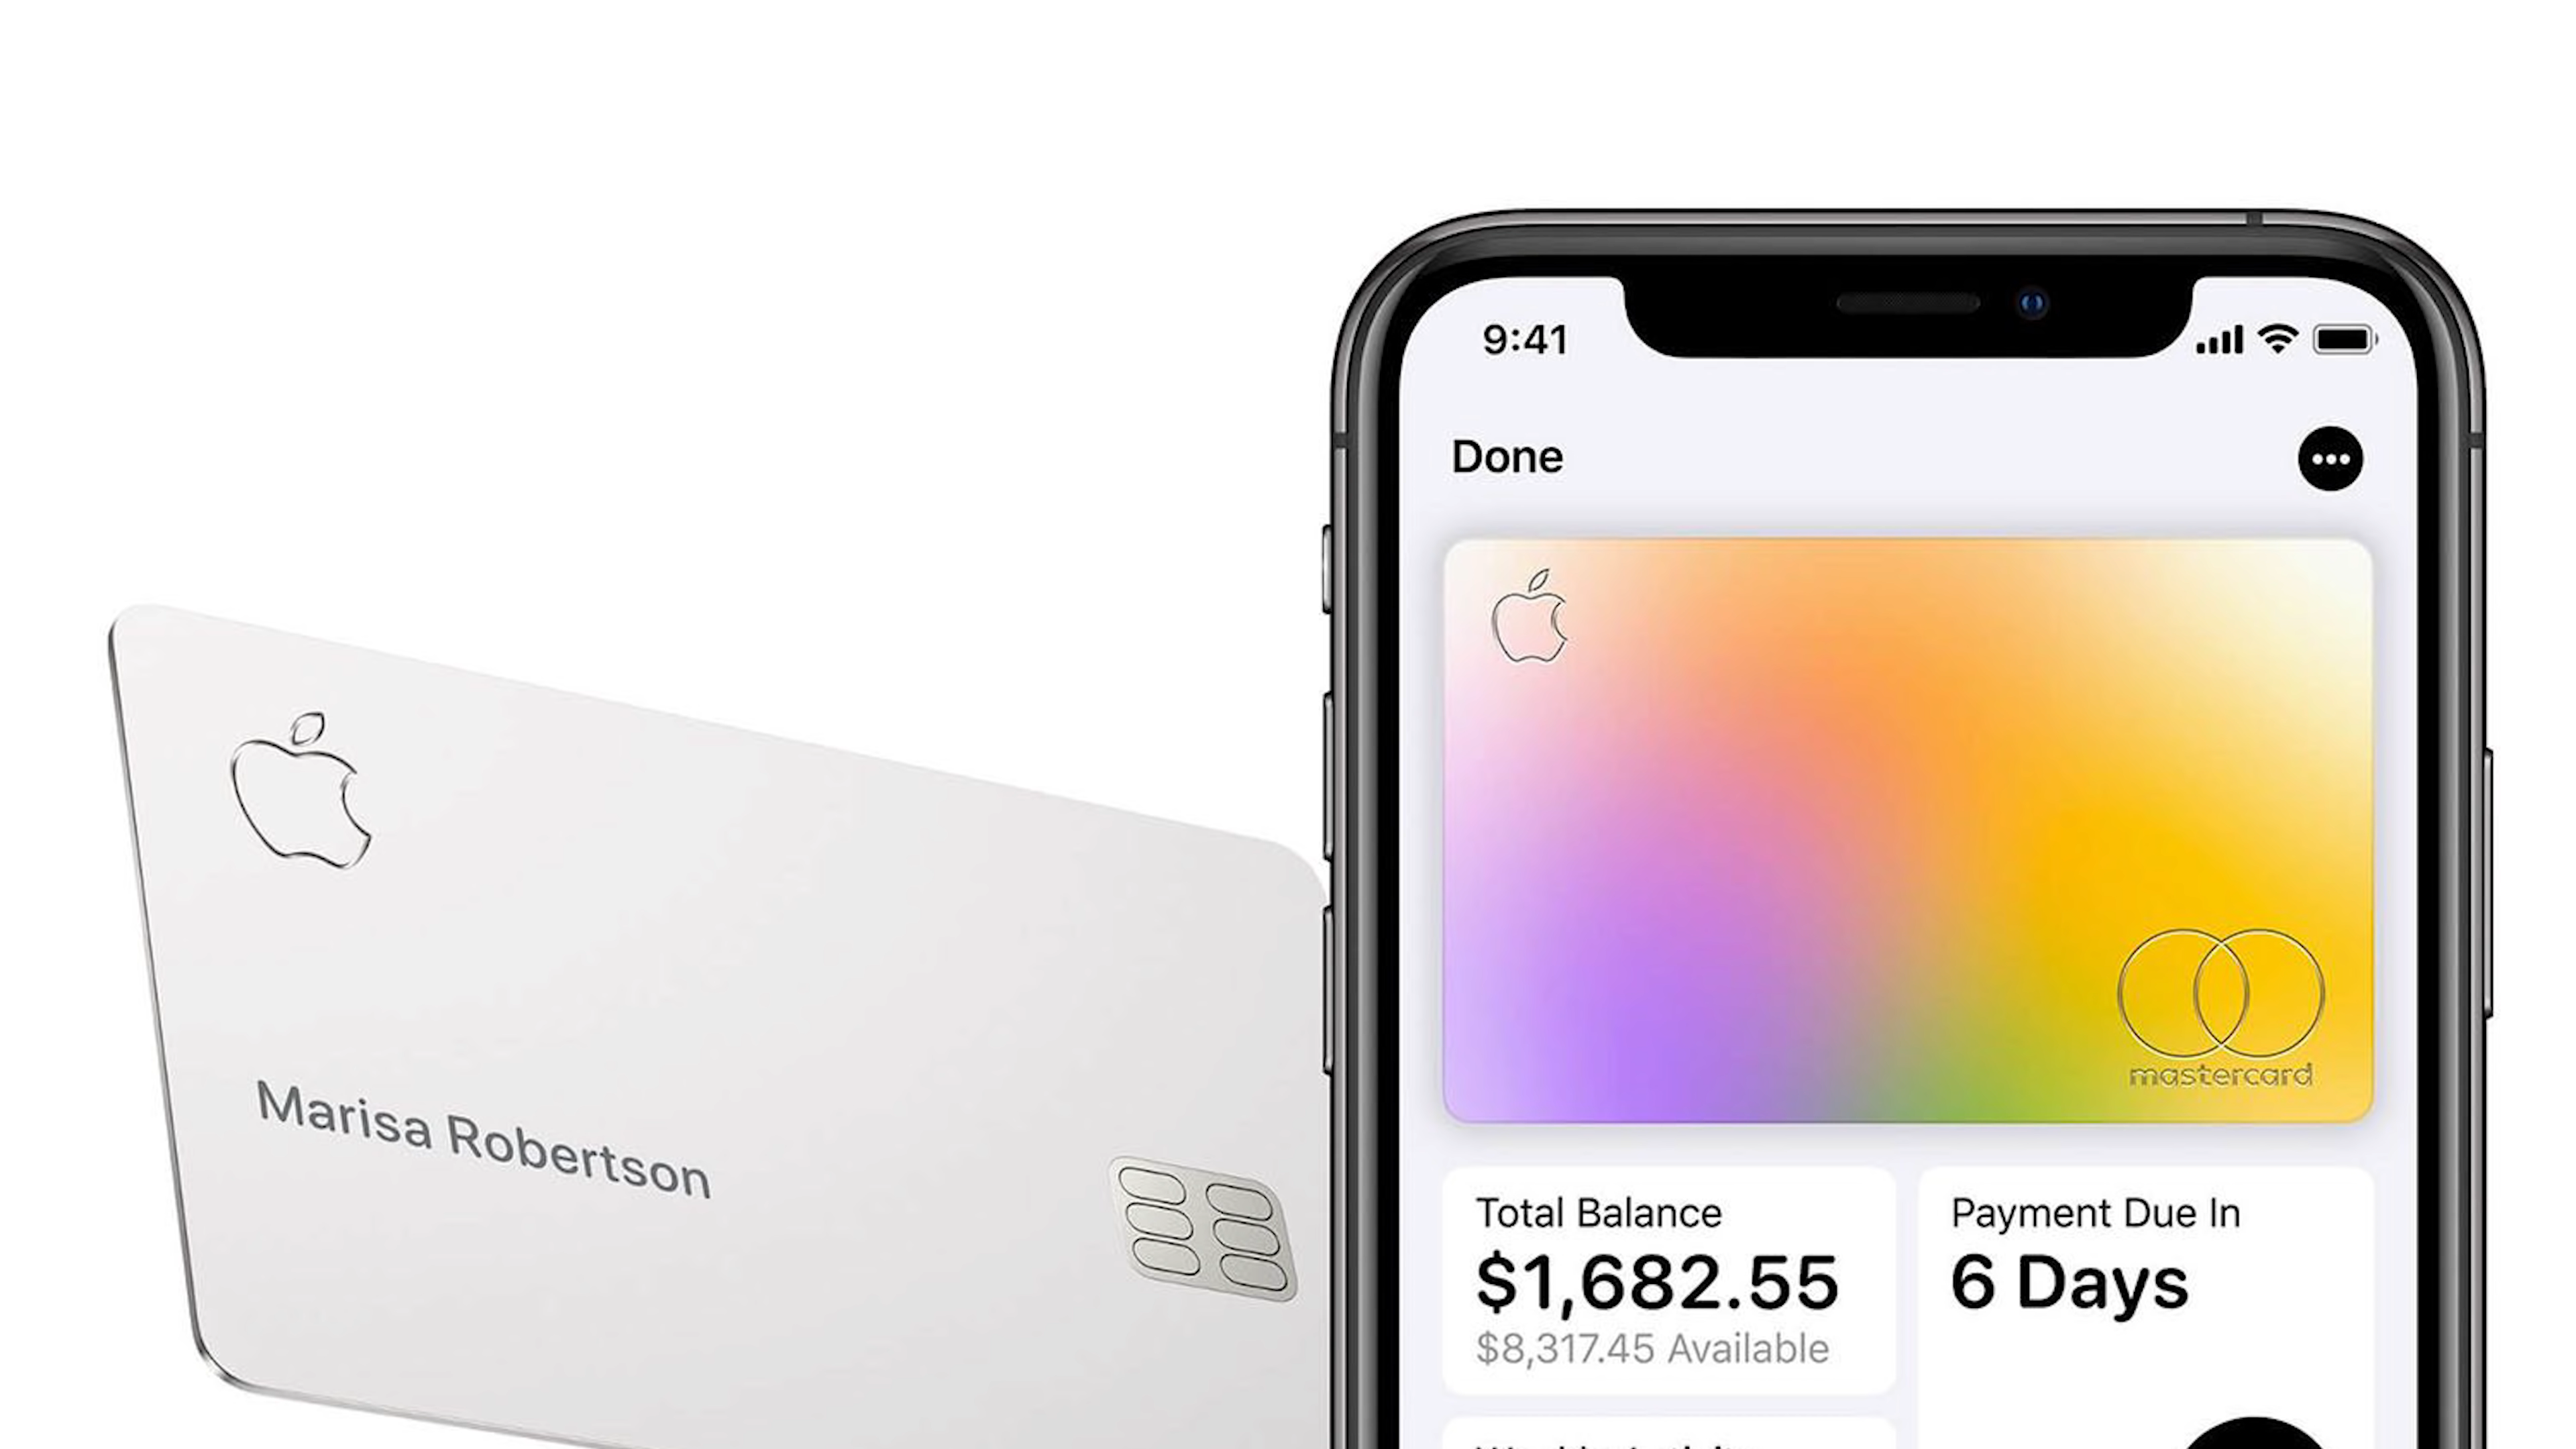 Marisa Robertson
9:41
Done
mastercard
Total Balance
$1,682.55
$8,317.45 Available
Payment Due In
6 Days